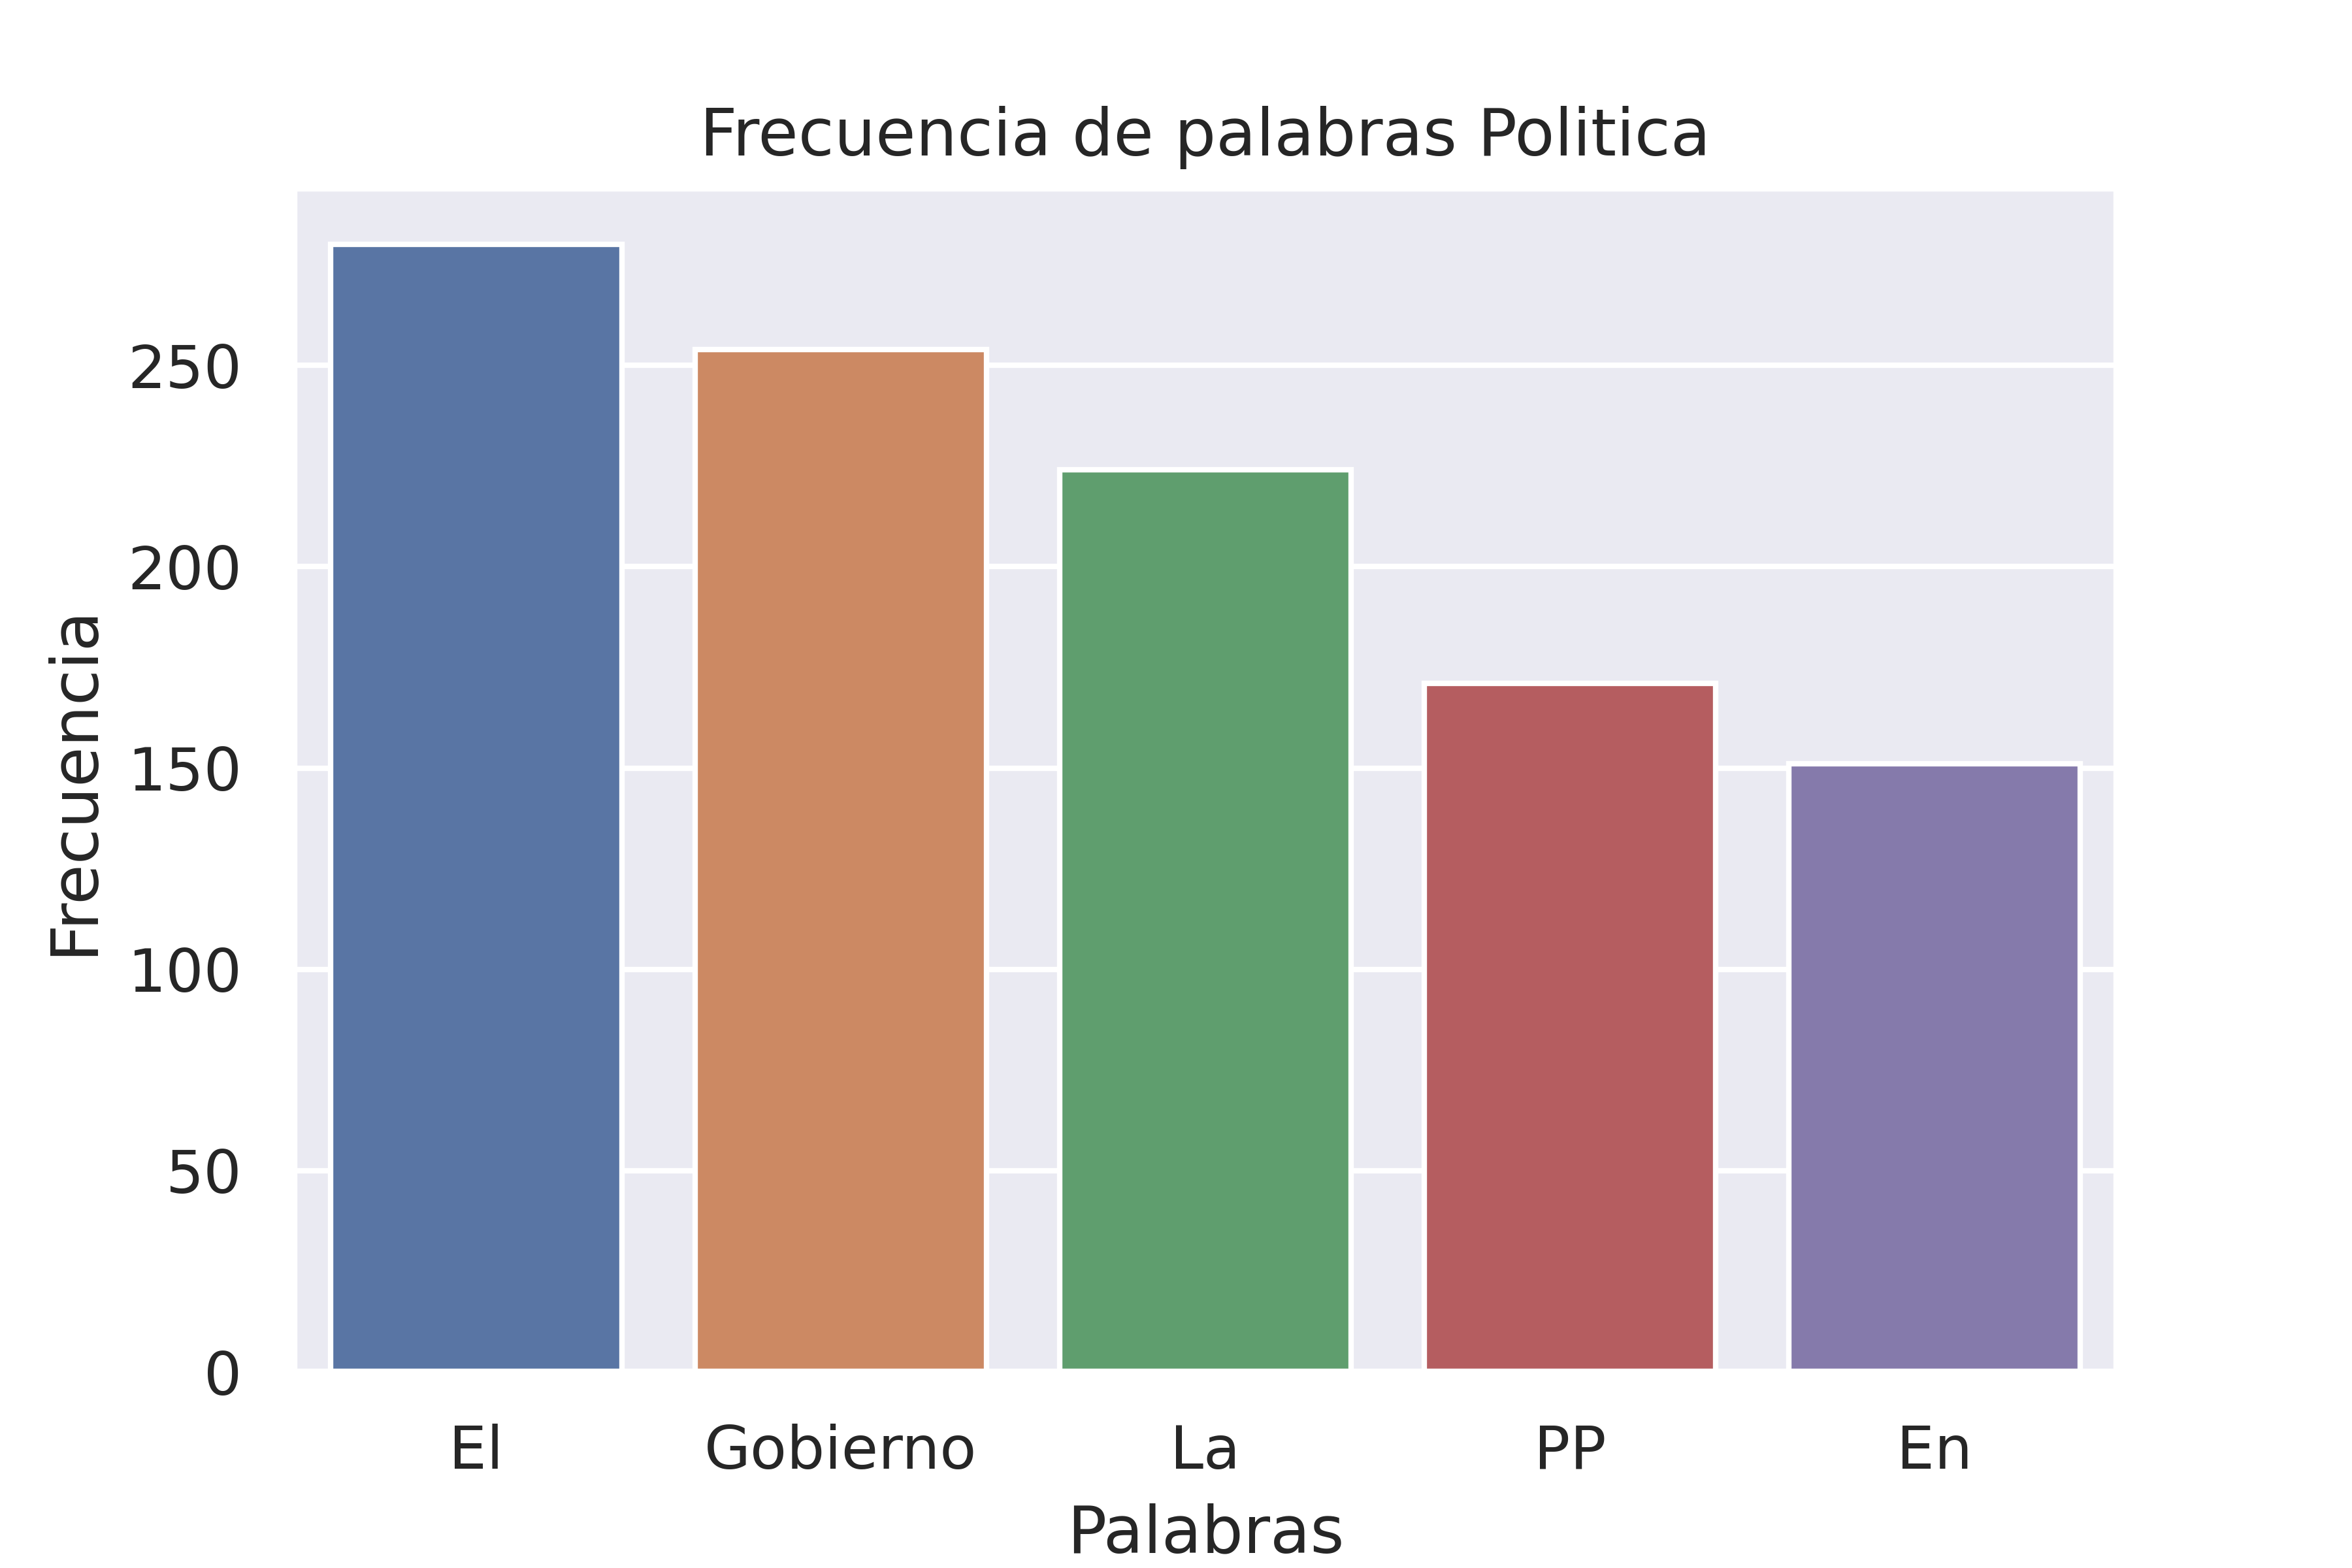 Frecuencia de palabras Politica
Frecuencia
250
200
150
100
50
0
El
Gobierno
La
PP
En
Palabras